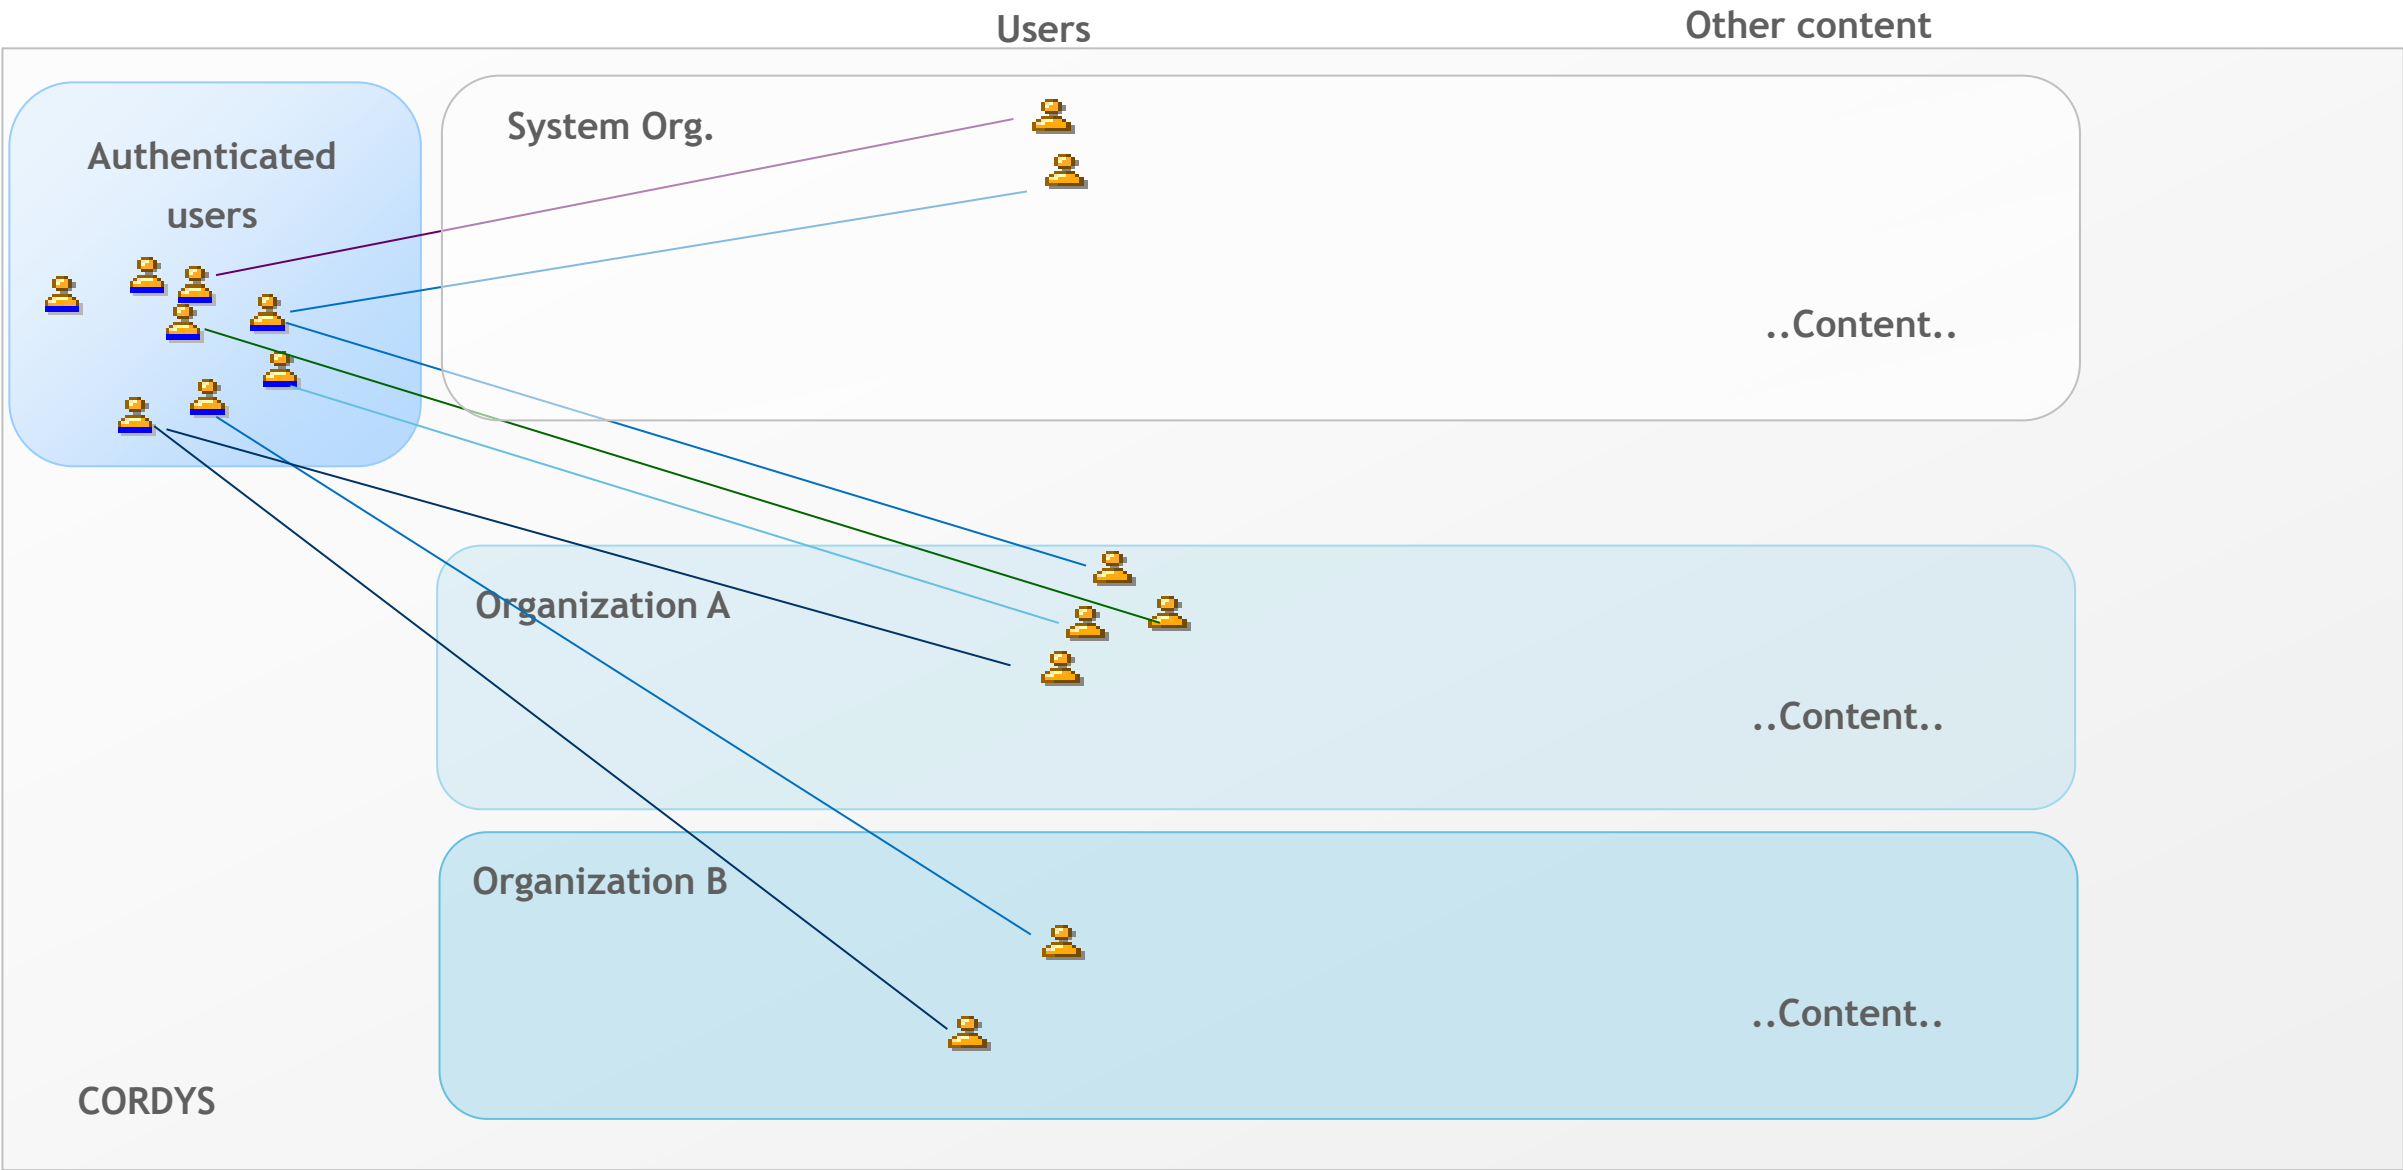 Users
Other content
Authenticated
users
System Org.
..Content..
Organization A
..Content..
Organization B
..Content..
CORDYS